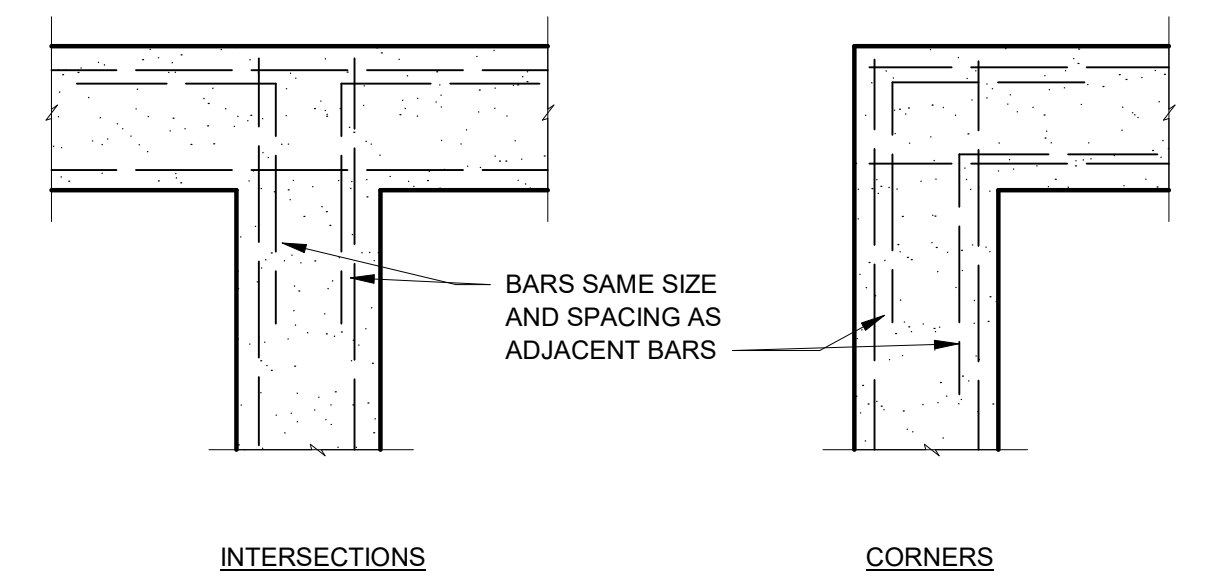 BARS SAME SIZE
AND SPACING AS
ADJACENT BARS
INTERSECTIONS
CORNERS